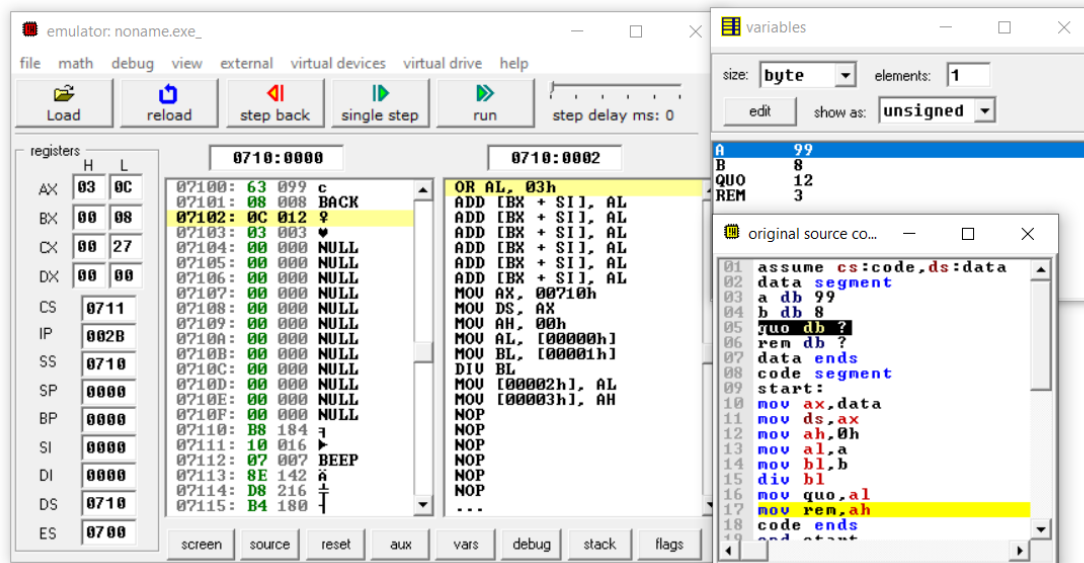 emulator: noname.exe_
file math debug view external virtual devices virtual drive help
Load reload step back single step run step delay ms: 0
registers
H L
AX 03 0C
BX 00 08
CX 00 27
DX 00 00
CS 0711
IP 002B
SS 0710
SP 0000
BP 0000
SI 0000
DI 0000
DS 0710
ES 0700
0710:0000
07100: 63 099 c
07101: 08 008 BACK
07102: 0C 012 ♀
07103: 03 003 ♥
07104: 00 000 NULL
07105: 00 000 NULL
07106: 00 000 NULL
07107: 00 000 NULL
07108: 00 000 NULL
07109: 00 000 NULL
0710A: 00 000 NULL
0710B: 00 000 NULL
0710C: 00 000 NULL
0710D: 00 000 NULL
0710E: 00 000 NULL
0710F: 00 000 NULL
07110: B8 184 ╕
07111: 10 016 ►
07112: 07 007 BEEP
07113: 8E 142 Ä
07114: D8 216 ╪
07115: B4 180 ┤
0710:0002
OR AL, 03h
ADD [BX + SI], AL
ADD [BX + SI], AL
ADD [BX + SI], AL
ADD [BX + SI], AL
ADD [BX + SI], AL
ADD [BX + SI], AL
MOV AX, 00710h
MOV DS, AX
MOV AH, 00h
MOV AL, [00000h]
MOV BL, [00001h]
DIV BL
MOV [00002h], AL
MOV [00003h], AH
NOP
NOP
NOP
NOP
NOP
NOP
...
screen source reset aux vars debug stack flags
variables
size: byte elements: 1
edit show as: unsigned
A 99
B 8
QUO 12
REM 3
original source co...
01 assume cs:code,ds:data
02 data segment
03 a db 99
04 b db 8
05 quo db ?
06 rem db ?
07 data ends
08 code segment
09 start:
10 mov ax,data
11 mov ds,ax
12 mov ah,0h
13 mov al,a
14 mov bl,b
15 div bl
16 mov quo,al
17 mov rem,ah
18 code ends
19 end start